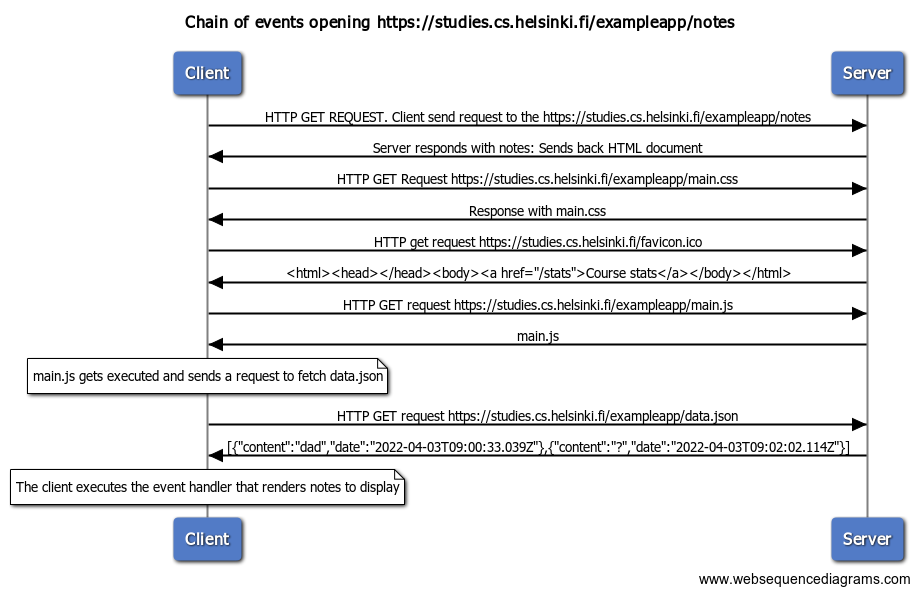 Chain of events opening https://studies.cs.helsinki.fi/exampleapp/notes
Client
Server
HTTP GET REQUEST. Client send request to the https://studies.cs.helsinki.fi/exampleapp/notes
Server responds with notes: Sends back HTML document
HTTP GET Request https://studies.cs.helsinki.fi/exampleapp/main.css
Response with main.css
HTTP get request https://studies.cs.helsinki.fi/favicon.ico
<html><head></head><body><a href="/stats">Course stats</a></body></html>
HTTP GET request https://studies.cs.helsinki.fi/exampleapp/main.js
main.js
main.js gets executed and sends a request to fetch data.json
HTTP GET request https://studies.cs.helsinki.fi/exampleapp/data.json
[{"content":"dad","date":"2022-04-03T09:00:33.039Z"},{"content":"?","date":"2022-04-03T09:02:02.114Z"}]
The client executes the event handler that renders notes to display
Client
Server
www.websequencediagrams.com